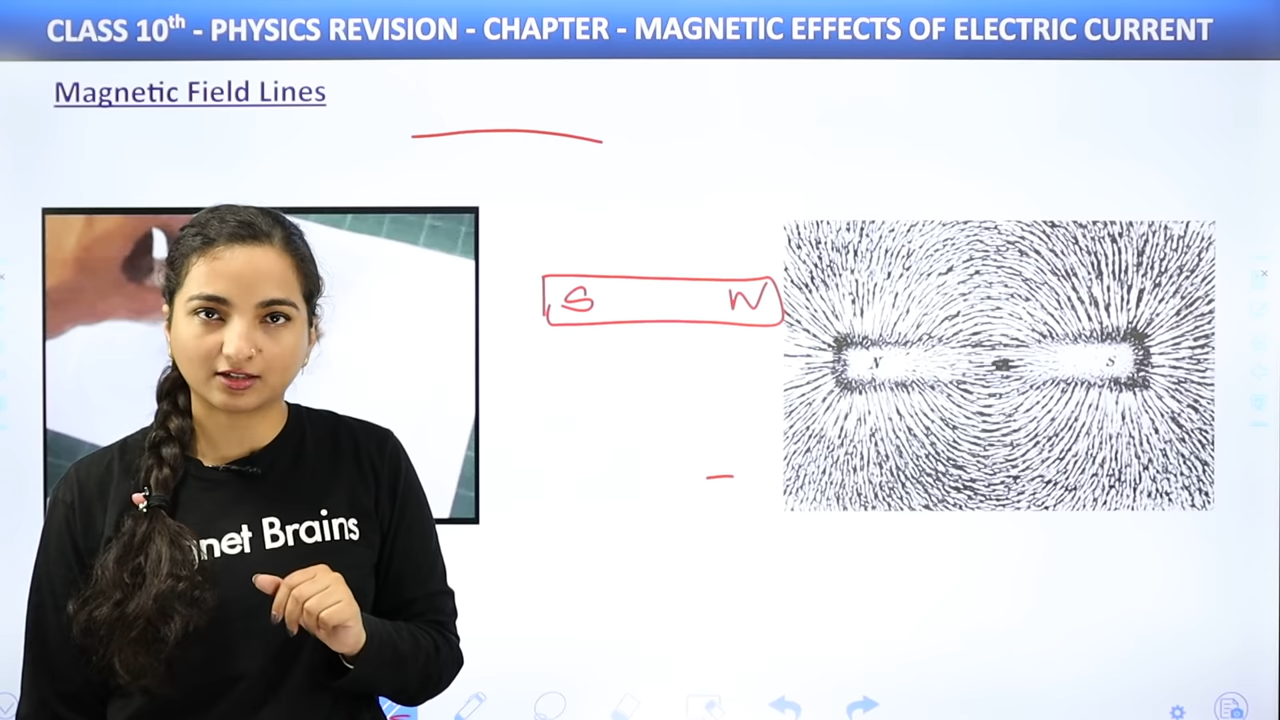 CLASS 10th - PHYSICS REVISION - CHAPTER - MAGNETIC EFFECTS OF ELECTRIC CURRENT
Magnetic Field Lines
S N
N S
net Brains